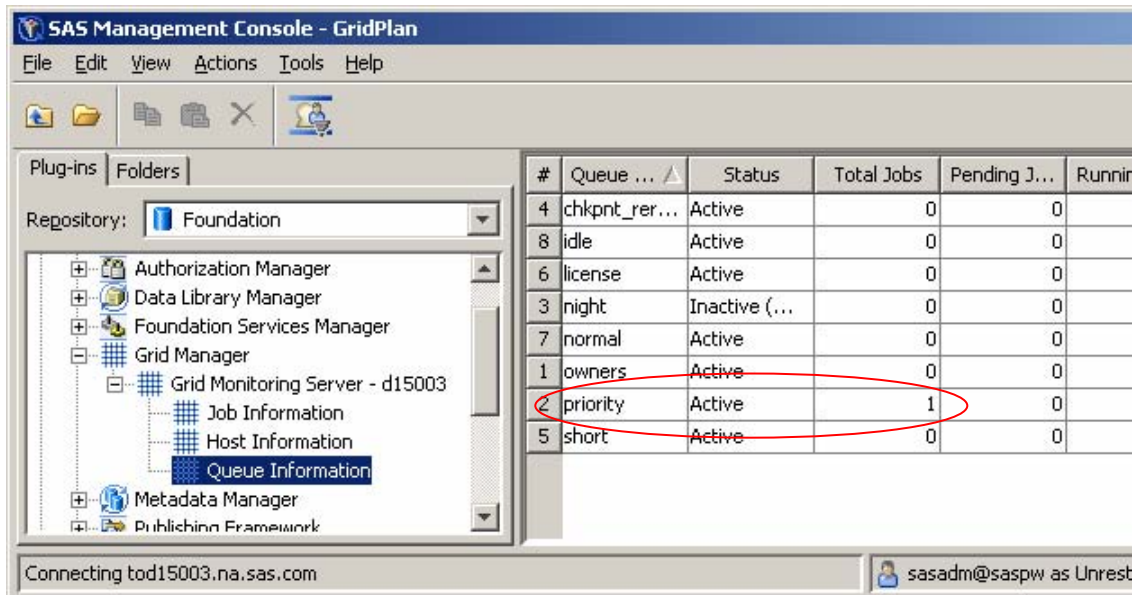 SAS Management Console - GridPlan
File Edit View Actions Tools Help
Plug-ins Folders
Repository: Foundation
Authorization Manager
Data Library Manager
Foundation Services Manager
Grid Manager
Grid Monitoring Server - d15003
Job Information
Host Information
Queue Information
Metadata Manager
Publishing Framework
# Queue ... Status Total Jobs Pending J... Runnin
4 chkpnt_rer... Active 0 0
8 idle Active 0 0
6 license Active 0 0
3 night Inactive (... 0 0
7 normal Active 0 0
1 owners Active 0 0
2 priority Active 1 0
5 short Active 0 0
Connecting tod15003.na.sas.com
sasadm@saspw as Unrest